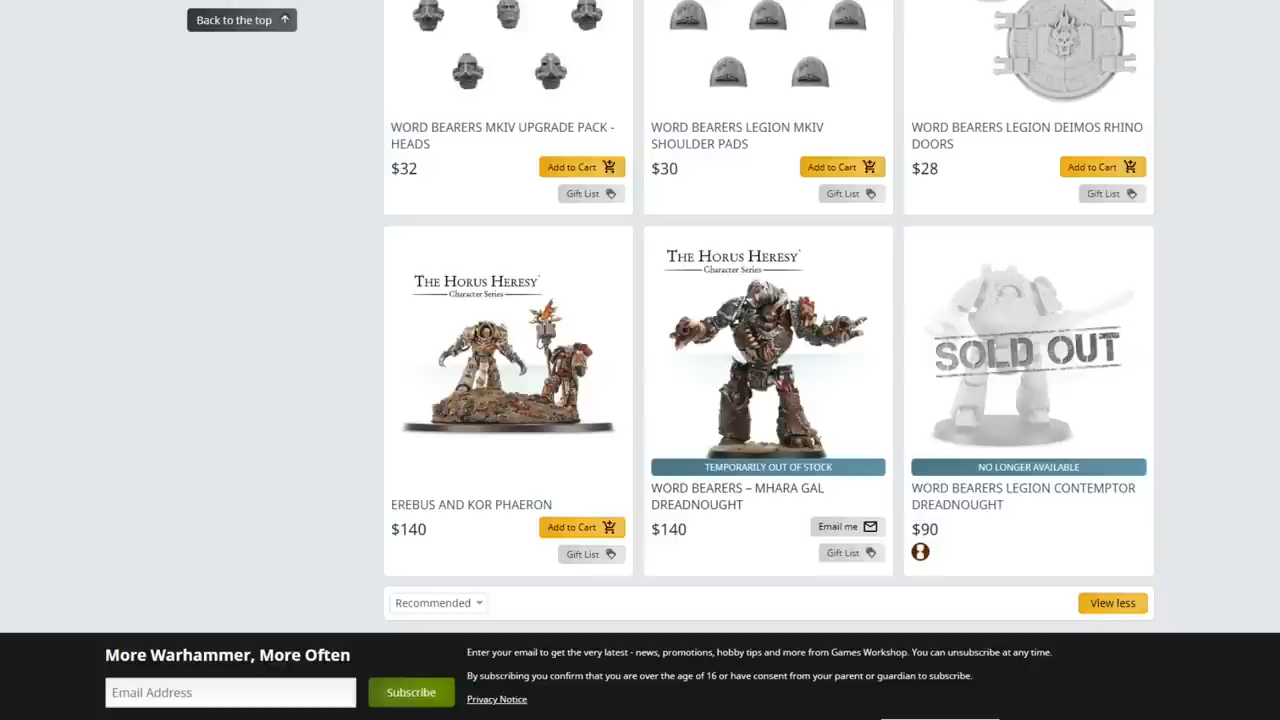 Back to the top
WORD BEARERS MKIV UPGRADE PACK -
HEADS
$32
Add to Cart
Gift List
WORD BEARERS LEGION MKIV
SHOULDER PADS
$30
Add to Cart
Gift List
WORD BEARERS LEGION DEIMOS RHINO
DOORS
$28
Add to Cart
Gift List
THE HORUS HERESY
Character Series
EREBUS AND KOR PHAERON
$140
Add to Cart
Gift List
THE HORUS HERESY
Character Series
TEMPORARILY OUT OF STOCK
WORD BEARERS – MHARA GAL
DREADNOUGHT
$140
Email me
Gift List
SOLD OUT
NO LONGER AVAILABLE
WORD BEARERS LEGION CONTEMPTOR
DREADNOUGHT
$90
Recommended
View less
More Warhammer, More Often
Email Address
Subscribe
Enter your email to get the very latest - news, promotions, hobby tips and more from Games Workshop. You can unsubscribe at any time.
By subscribing you confirm that you are over the age of 16 or have consent from your parent or guardian to subscribe.
Privacy Notice